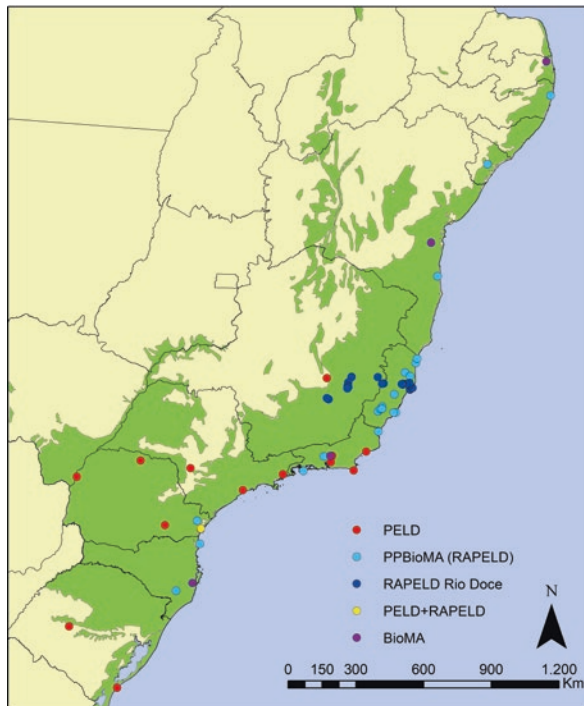 PELD
PPBioMA (RAPELD)
RAPELD Rio Doce
PELD+RAPELD
BioMA
N
0 150 300 600 900 1.200
Km